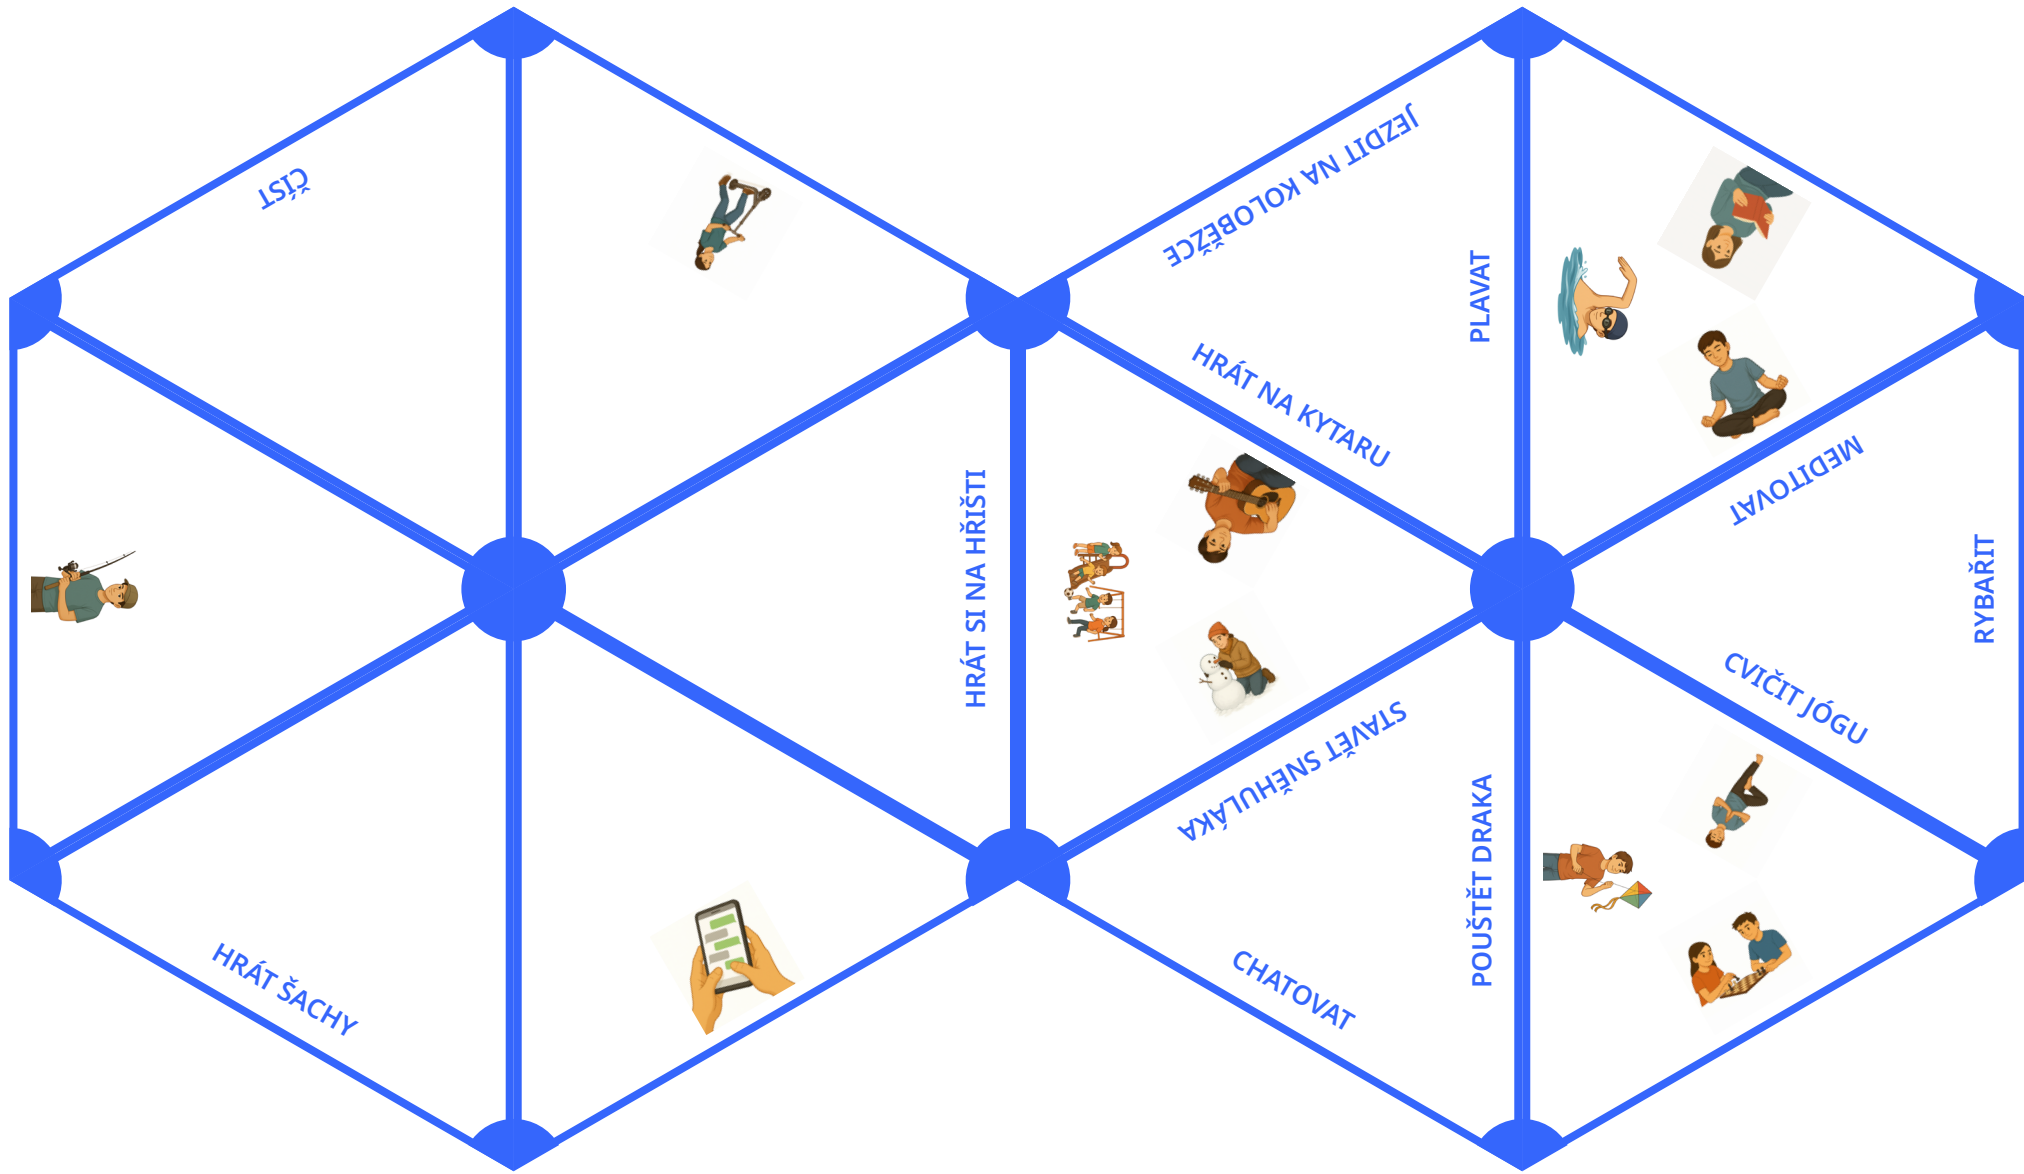 ČÍST
JEZDIT NA KOLOBĚŽCE
PLAVAT
HRÁT NA KYTARU
MEDITOVAT
HRÁT SI NA HŘIŠTI
RYBAŘIT
STAVĚT SNĚHULÁKA
CVIČIT JÓGU
POUŠTĚT DRAKA
HRÁT ŠACHY
CHATOVAT